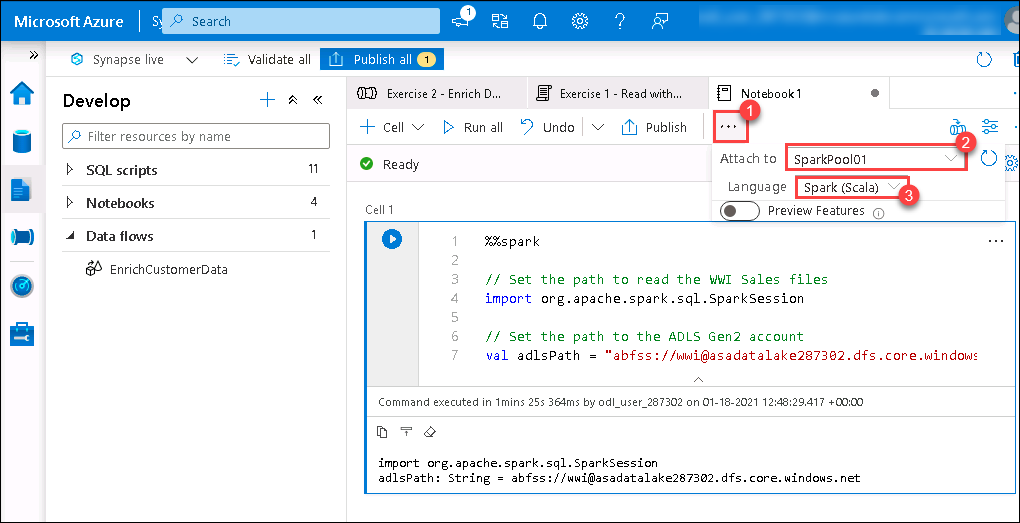 Microsoft Azure
Sy
Search
1
Synapse live
Validate all
Publish all 1
Develop
Filter resources by name
SQL scripts 11
Notebooks 4
Data flows 1
EnrichCustomerData
Exercise 2 - Enrich D...
Exercise 1 - Read with...
Notebook 1
+ Cell
Run all
Undo
Publish
...
1
Ready
Attach to SparkPool01
2
Language Spark (Scala)
3
Preview Features
Cell 1
1 %%spark
2
3 // Set the path to read the WWI Sales files
4 import org.apache.spark.sql.SparkSession
5
6 // Set the path to the ADLS Gen2 account
7 val adlsPath = "abfss://wwi@asadatalake287302.dfs.core.windows
Command executed in 1mins 25s 364ms by odl_user_287302 on 01-18-2021 12:48:29.417 +00:00
import org.apache.spark.sql.SparkSession
adlsPath: String = abfss://wwi@asadatalake287302.dfs.core.windows.net